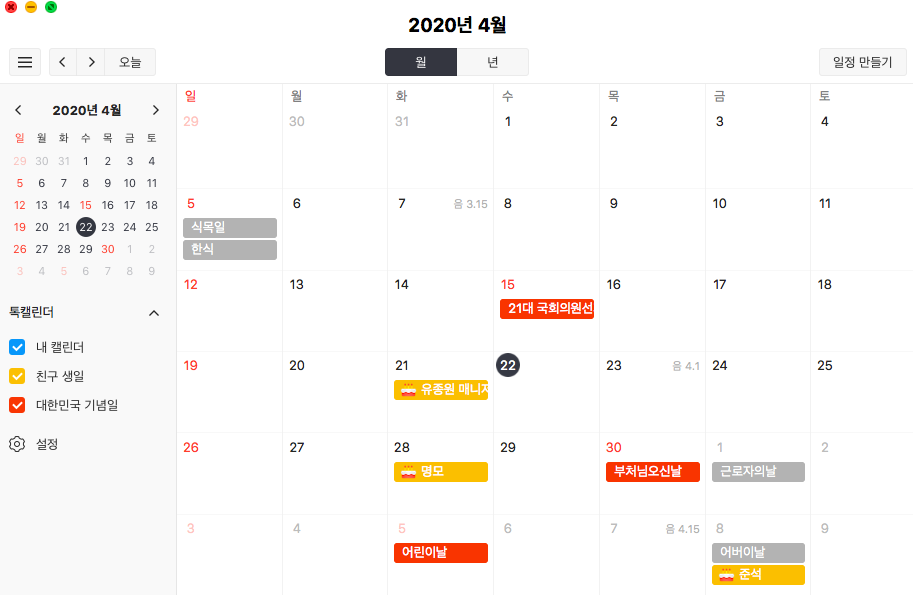 2020년 4월
오늘
월 년
일정 만들기
2020년 4월
일 월 화 수 목 금 토
29 30 31 1 2 3 4
5 6 7 8 9 10 11
12 13 14 15 16 17 18
19 20 21 22 23 24 25
26 27 28 29 30 1 2
3 4 5 6 7 8 9
톡캘린더
내 캘린더
친구 생일
대한민국 기념일
설정
일 월 화 수 목 금 토
29 30 31 1 2 3 4
5 6 7 음 3.15 8 9 10 11
식목일
한식
12 13 14 15 16 17 18
21대 국회의원선
19 20 21 22 23 음 4.1 24 25
유종원 매니저
26 27 28 29 30 1 2
명모 부처님오신날 근로자의날
3 4 5 6 7 음 4.15 8 9
어린이날 어버이날
준석